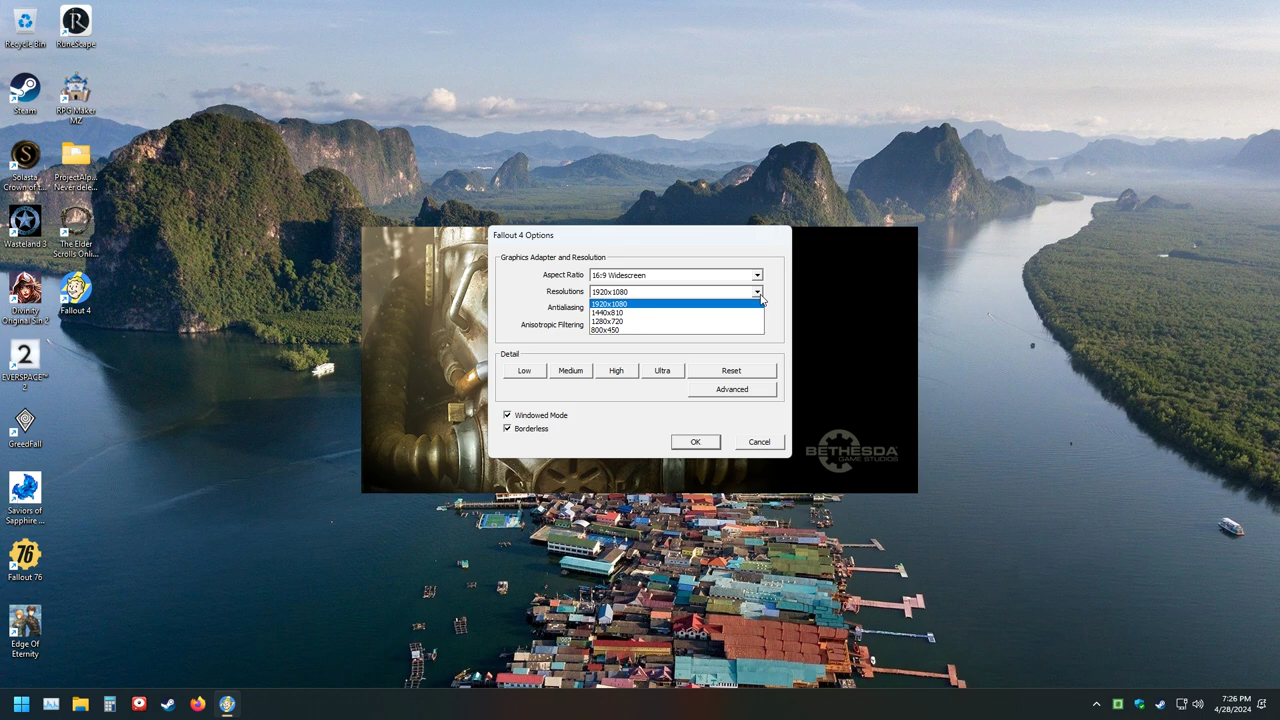 Recycle Bin
RuneScape
Steam
RPG Maker
MZ
Solasta
Crown of t...
ProjectAlp...
Never dele...
Wasteland 3
The Elder
Scrolls Onli...
Divinity
Original Sin 2
Fallout 4
2
EVERSPACE™
2
GreedFall
Saviors of
Sapphire ...
76
Fallout 76
Edge Of
Eternity
Fallout 4 Options
Graphics Adapter and Resolution
Aspect Ratio 16:9 Widescreen
Resolutions 1920x1080
1920x1080
1440x810
1280x720
800x450
Antialiasing
Anisotropic Filtering
Detail
Low Medium High Ultra Reset
Advanced
Windowed Mode
Borderless
OK Cancel
BETHESDA
GAME STUDIOS
7:26 PM
4/28/2024